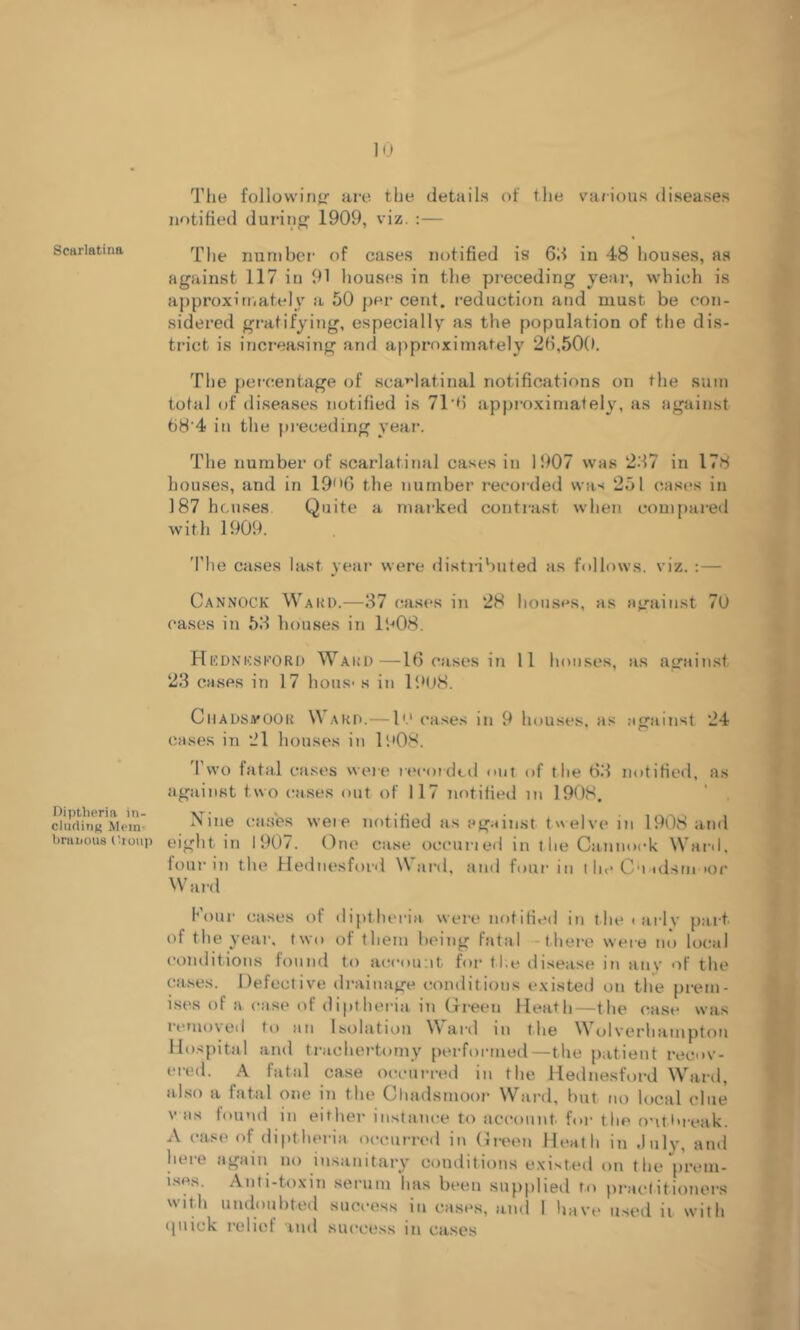 10
The following are the details of the various diseases
notified during 1909, viz. :—
Scarlatina
The number of cases notified is 63 in 48 houses, as
against 117 in 91 houses in the preceding year, which is
approximately a 50 per cent. reduction and must be con-
sidered gratifying, especially as the population of the dis-
trict is increasing and approximately 26,500.
The percentage of scarlatinal notifications on the sum
total of diseases notified is 71·6 approximately, as against
68·4 in the preceding year.
The number of scarlatinal cases in 1907 was 237 in 178
houses, and in 1906 the number recorded was 251 cases in
187 houses. Quite a marked contrast when compared
with 1909.
The cases last year were distributed as follows. viz. :—
Cannock Ward.—37 cases in 28 houses, as against 70
cases in 53 houses in 1908.
Hednesford Ward—16 cases in 11 houses, as against
23 cases in 17 houses in 1908.
Chadsmoor Ward.—10 cases in 9 houses, as against 24
cases in 21 houses in 1908.
Two fatal cases were recorded out of the 63 notified, as
against two cases out of 117 notified in 1908.
Diptheria in-
cluding Mem-
branous Croup
Nine cases were notified as against twelve in 1908 and
eight in 1907. One case occurred in the Cannock Ward,
four in the Hednesford Ward, and four in the Chadsmoor
Ward
Four cases of diptheria were notified in the early part
of the year, two of them being fatal - there were no local
conditions found to account for the disease in any of the
cases. Defective drainage conditions existed on the prem-
ises of a case of diptheria in Green Heath—the case was
removed to an Isolation Ward in the Wolverhampton
Hospital and trachertomy performed—the patient recov-
ered. A fatal case occurred in the Hednesford Ward,
also a fatal one in the Chadsmoor Ward, but no local clue
was found in either instance to account for the outbreak.
A case of diptheria occurred in Green Heath in July, and
here again no insanitary conditions existed on the prem-
ises. Anti-toxin serum has been supplied to practitioners
with undoubted success in cases, and I have used it with
quick relief and success in cases